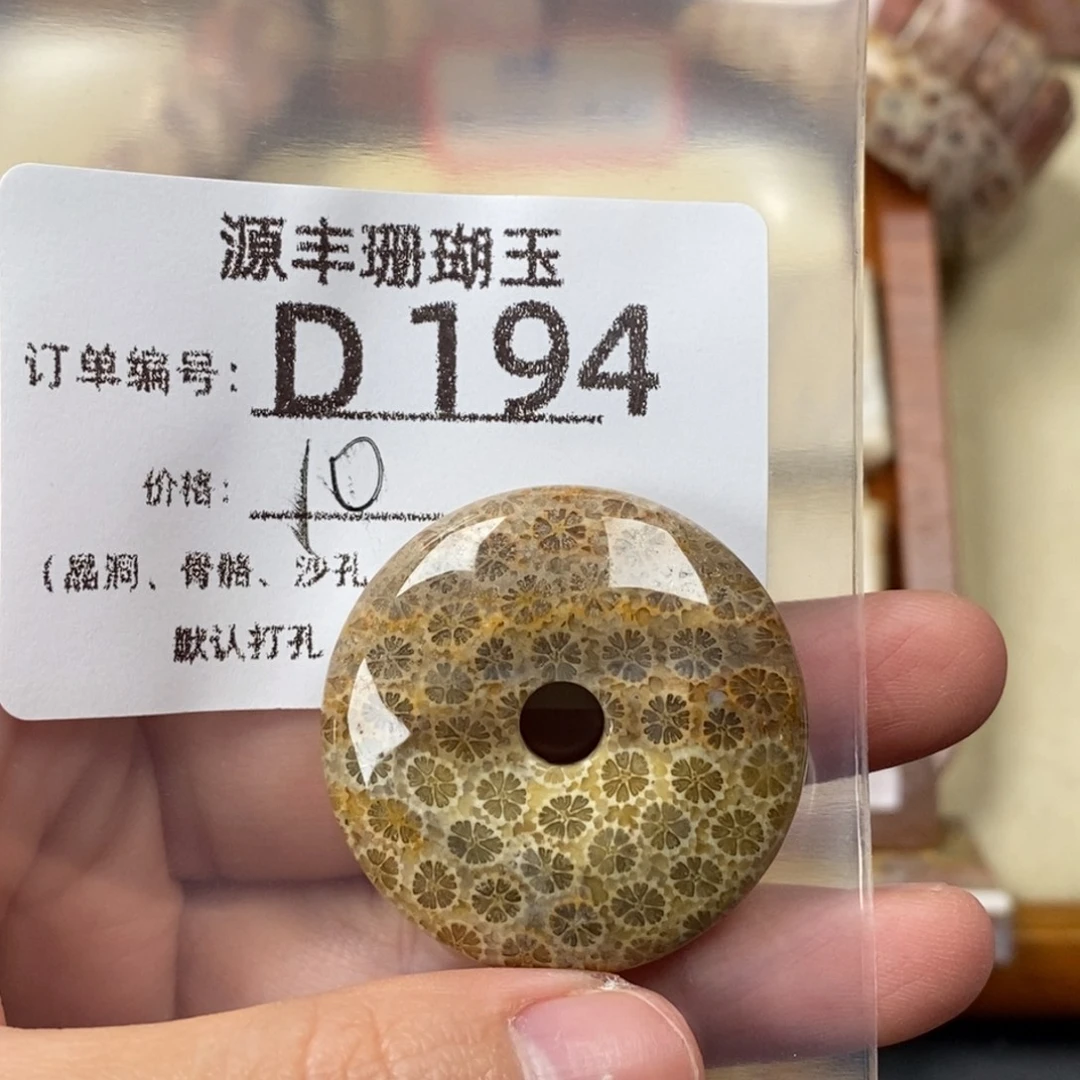 源丰珊瑚玉
订单编号: D 194
价格: 10
(晶洞、骨骼、沙孔
默认打孔